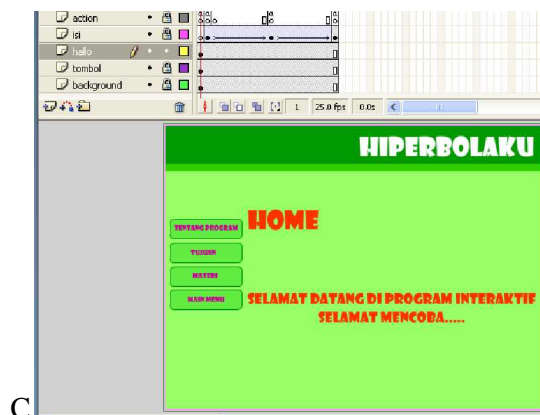 action
isi
hallo
tombol
background
1 25.0 fps 0.0s
HIPERBOLAKU
HOME
TENTANG PROGRAM
TUJUAN
MATERI
MAIN MENU
SELAMAT DATANG DI PROGRAM INTERAKTIF
SELAMAT MENCOBA.....
C